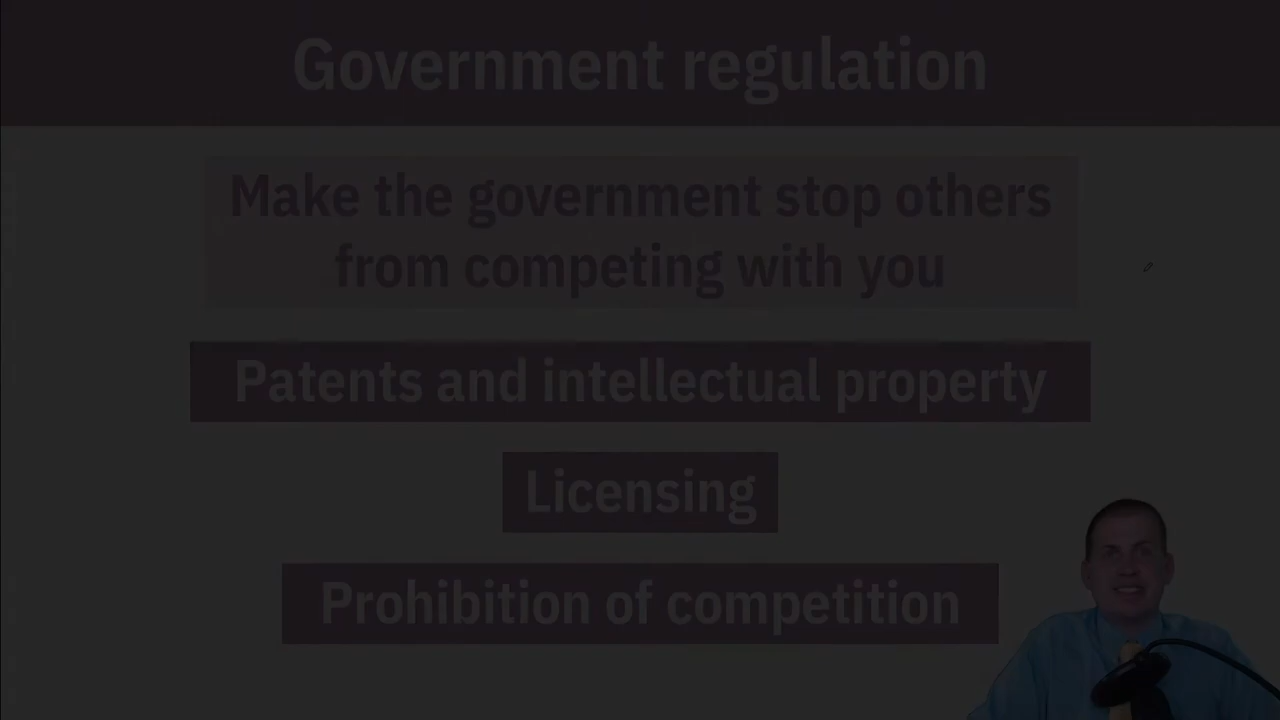 Government regulation
Make the government stop others
from competing with you
Patents and intellectual property
Licensing
Prohibition of competition